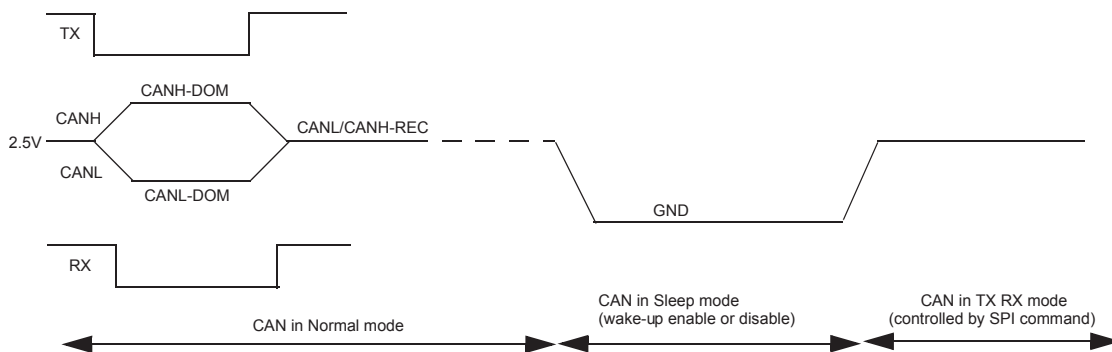 TX
CANH-DOM
CANH
CANL/CANH-REC
2.5V
CANL
CANL-DOM
GND
RX
CAN in Normal mode
CAN in Sleep mode
(wake-up enable or disable)
CAN in TX RX mode
(controlled by SPI command)